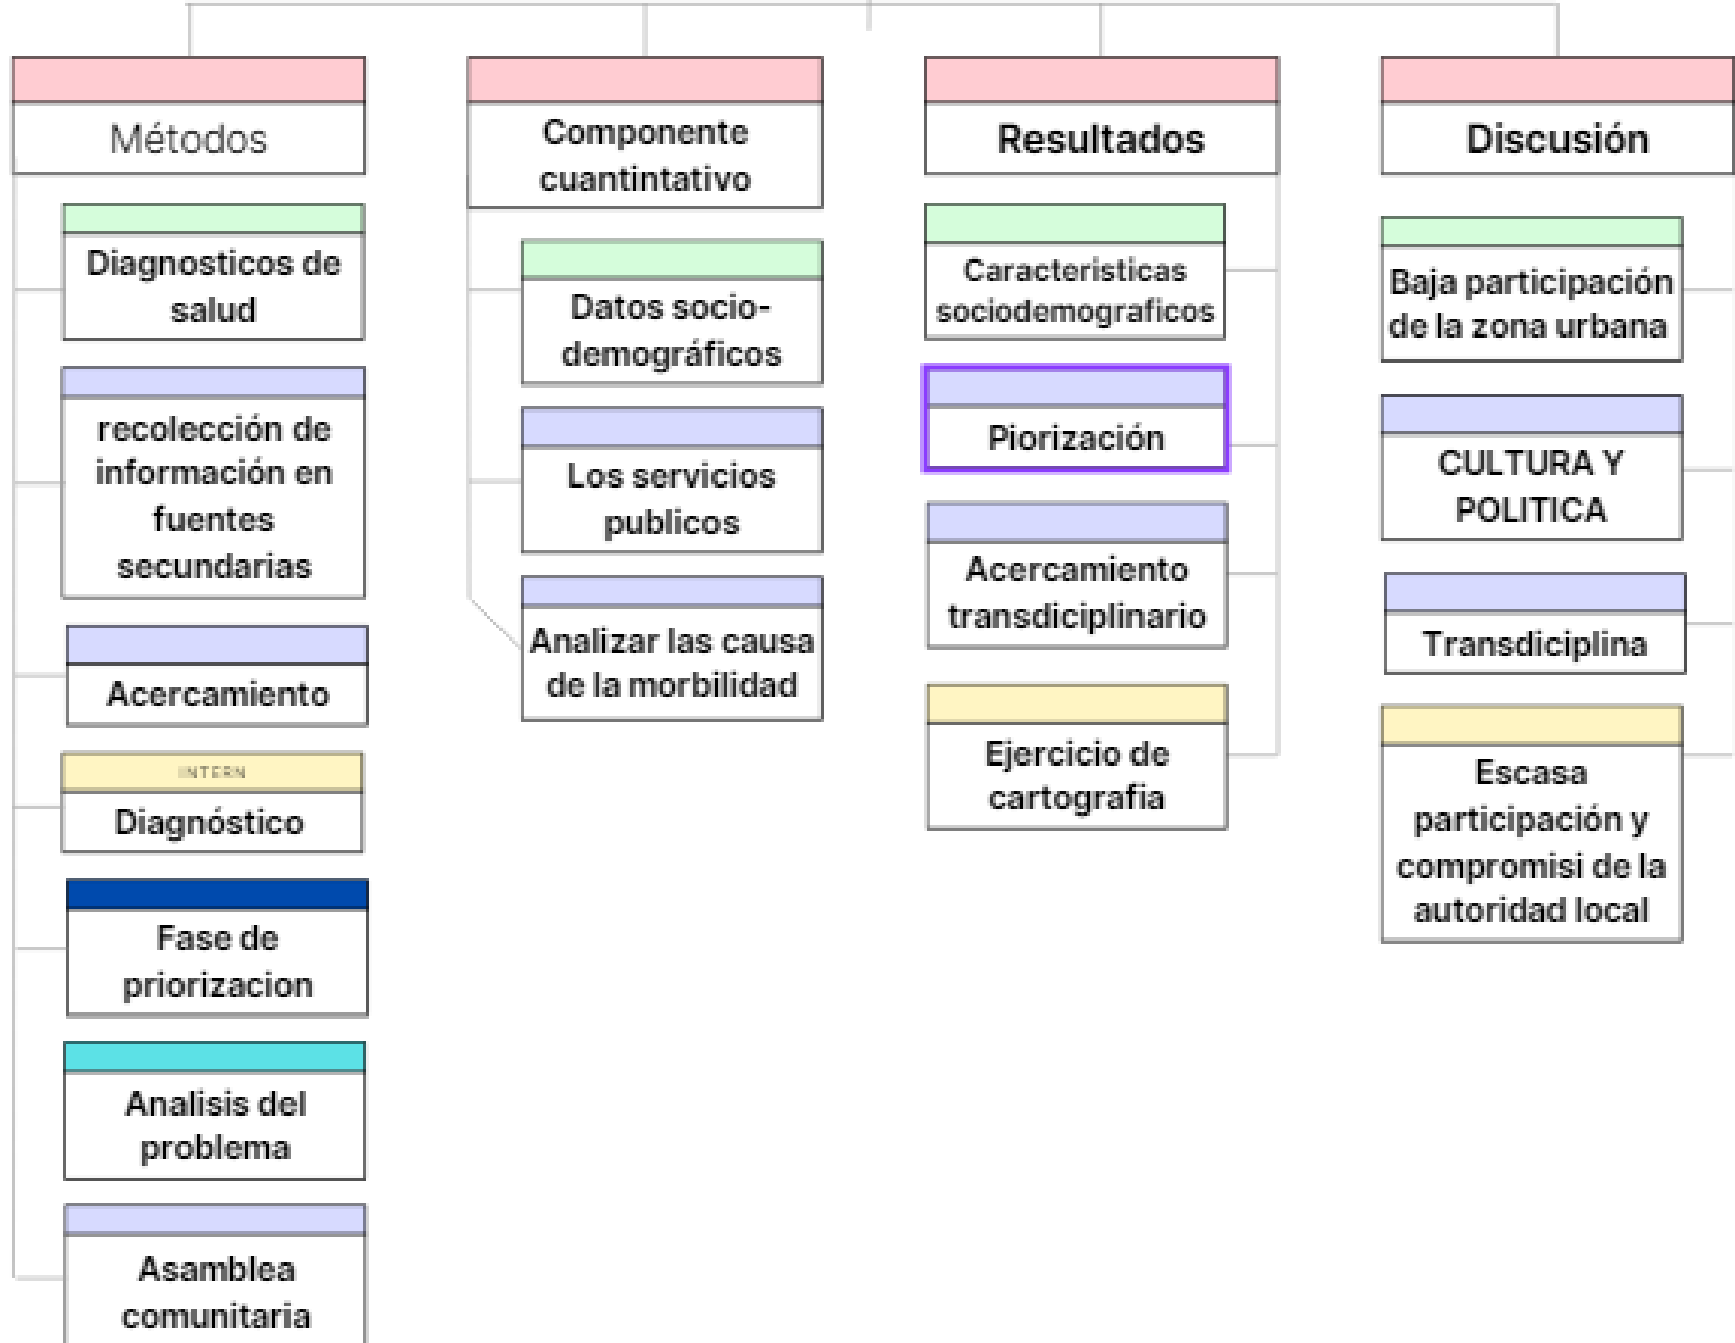 Métodos
Diagnosticos de
salud
recolección de
información en
fuentes
secundarias
Acercamiento
INTERN
Diagnóstico
Fase de
priorizacion
Analisis del
problema
Asamblea
comunitaria
Componente
cuantintativo
Datos socio-
demográficos
Los servicios
publicos
Analizar las causa
de la morbilidad
Resultados
Caracteristicas
sociodemograficos
Piorización
Acercamiento
transdiciplinario
Ejercicio de
cartografia
Discusión
Baja participación
de la zona urbana
CULTURA Y
POLITICA
Transdiciplina
Escasa
participación y
compromisi de la
autoridad local